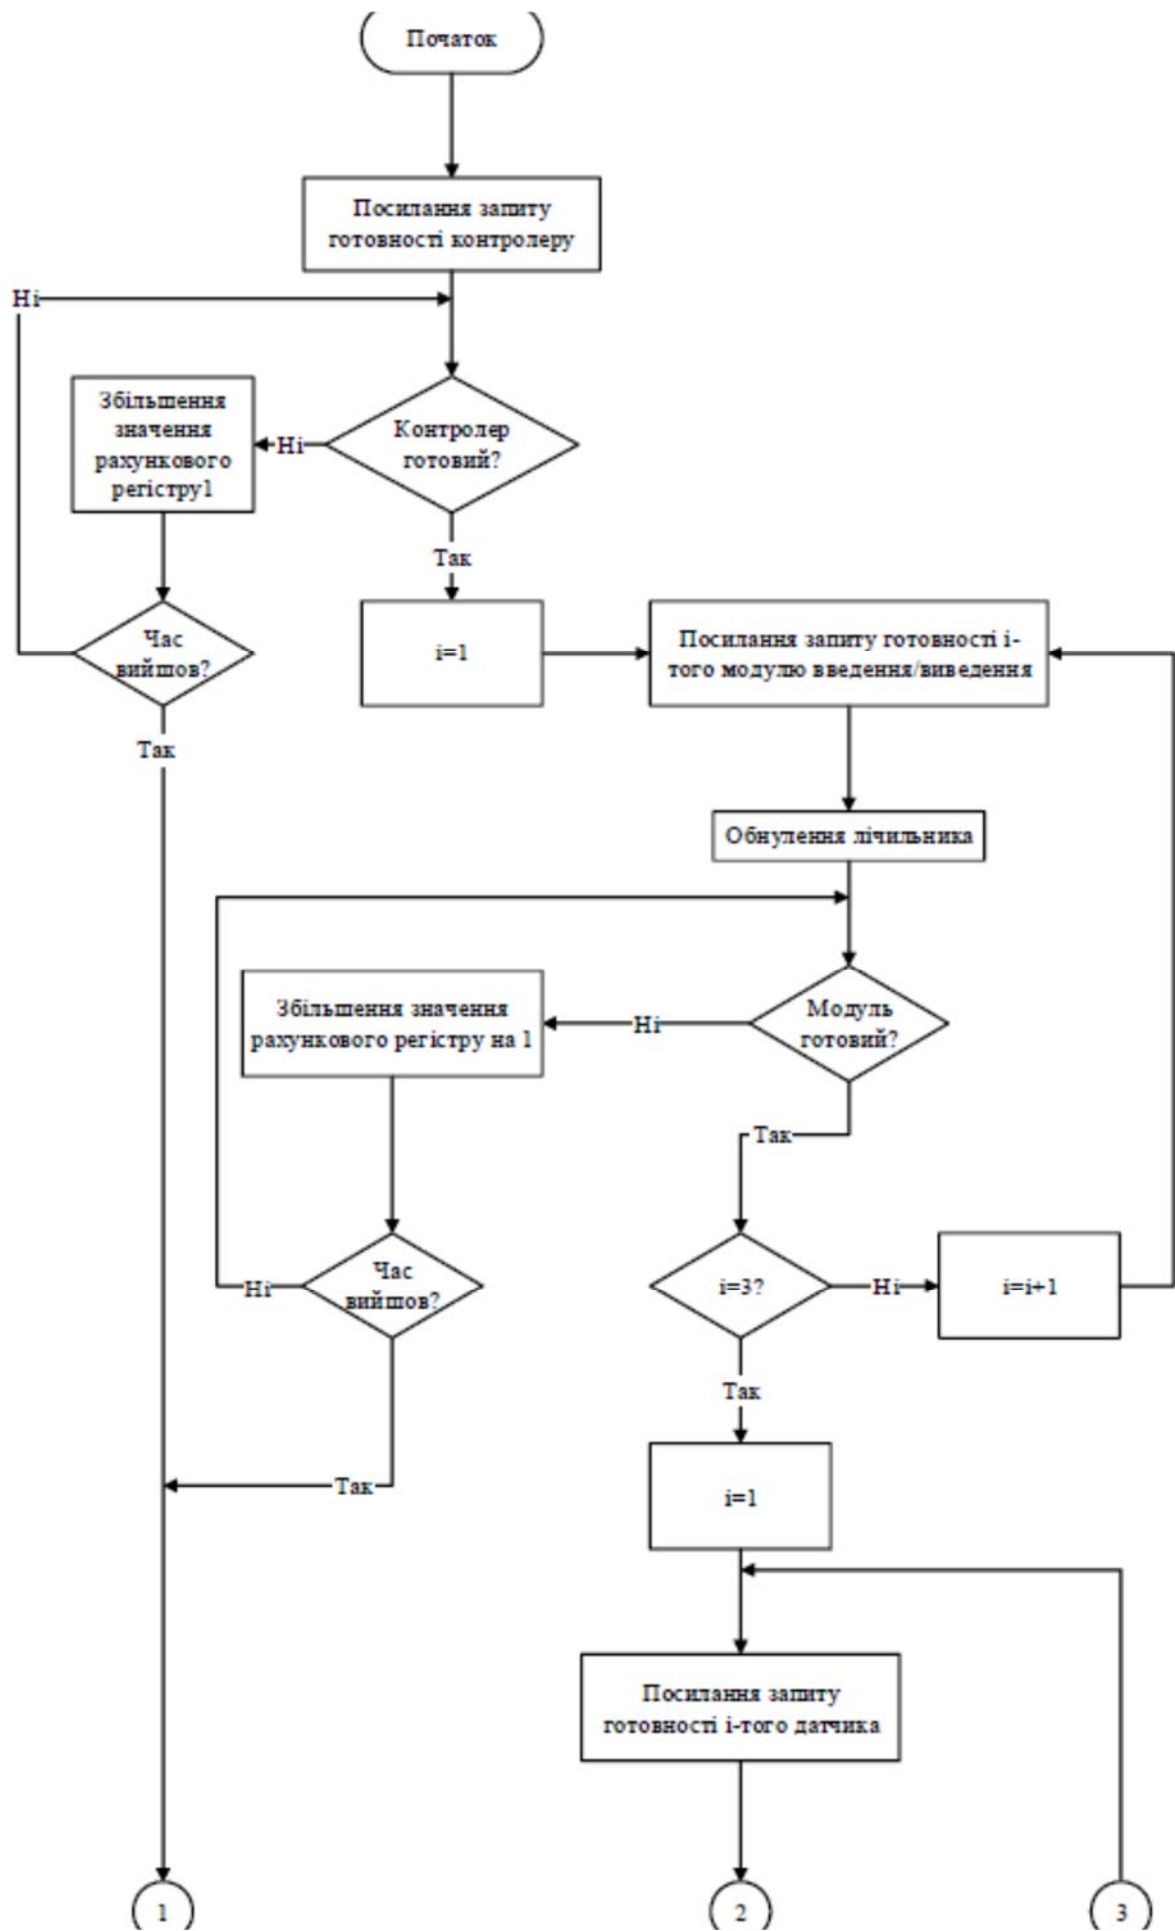 Початок
Посилання запиту
готовності контролеру
Ні
Збільшення
значення
рахункового
регістру1
Ні
Контролер
готовий?
Так
Час
вийшов?
i=1
Посилання запиту готовності i-
того модулю введення/виведення
Так
Обнулення лічильника
Збільшення значення
рахункового регістру на 1
Ні
Модуль
готовий?
Так
Час
вийшов?
Ні
i=3?
Ні
i=i+1
Так
Так
i=1
Посилання запиту
готовності i-того датчика
1
2
3